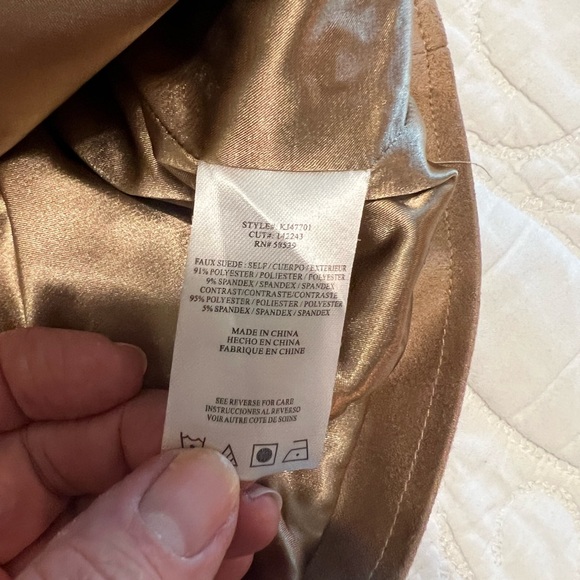 STYLE#: KJ47701
CUT#: 142243
RN# 58539
FAUX SUEDE : SELF / CUERPO / EXTERIEUR
91% POLYESTER / POLIESTER / POLYESTER
9% SPANDEX / SPANDEX / SPANDEX
CONTRAST/CONTRASTE/CONTRASTE
95% POLYESTER/POLIESTER/POLYESTER
5% SPANDEX / SPANDEX / SPANDEX
MADE IN CHINA
HECHO EN CHINA
FABRIQUE EN CHINE
SEE REVERSE FOR CARE
INSTRUCCIONES AL REVERSO
VOIR AUTRE COTE DE SOINS